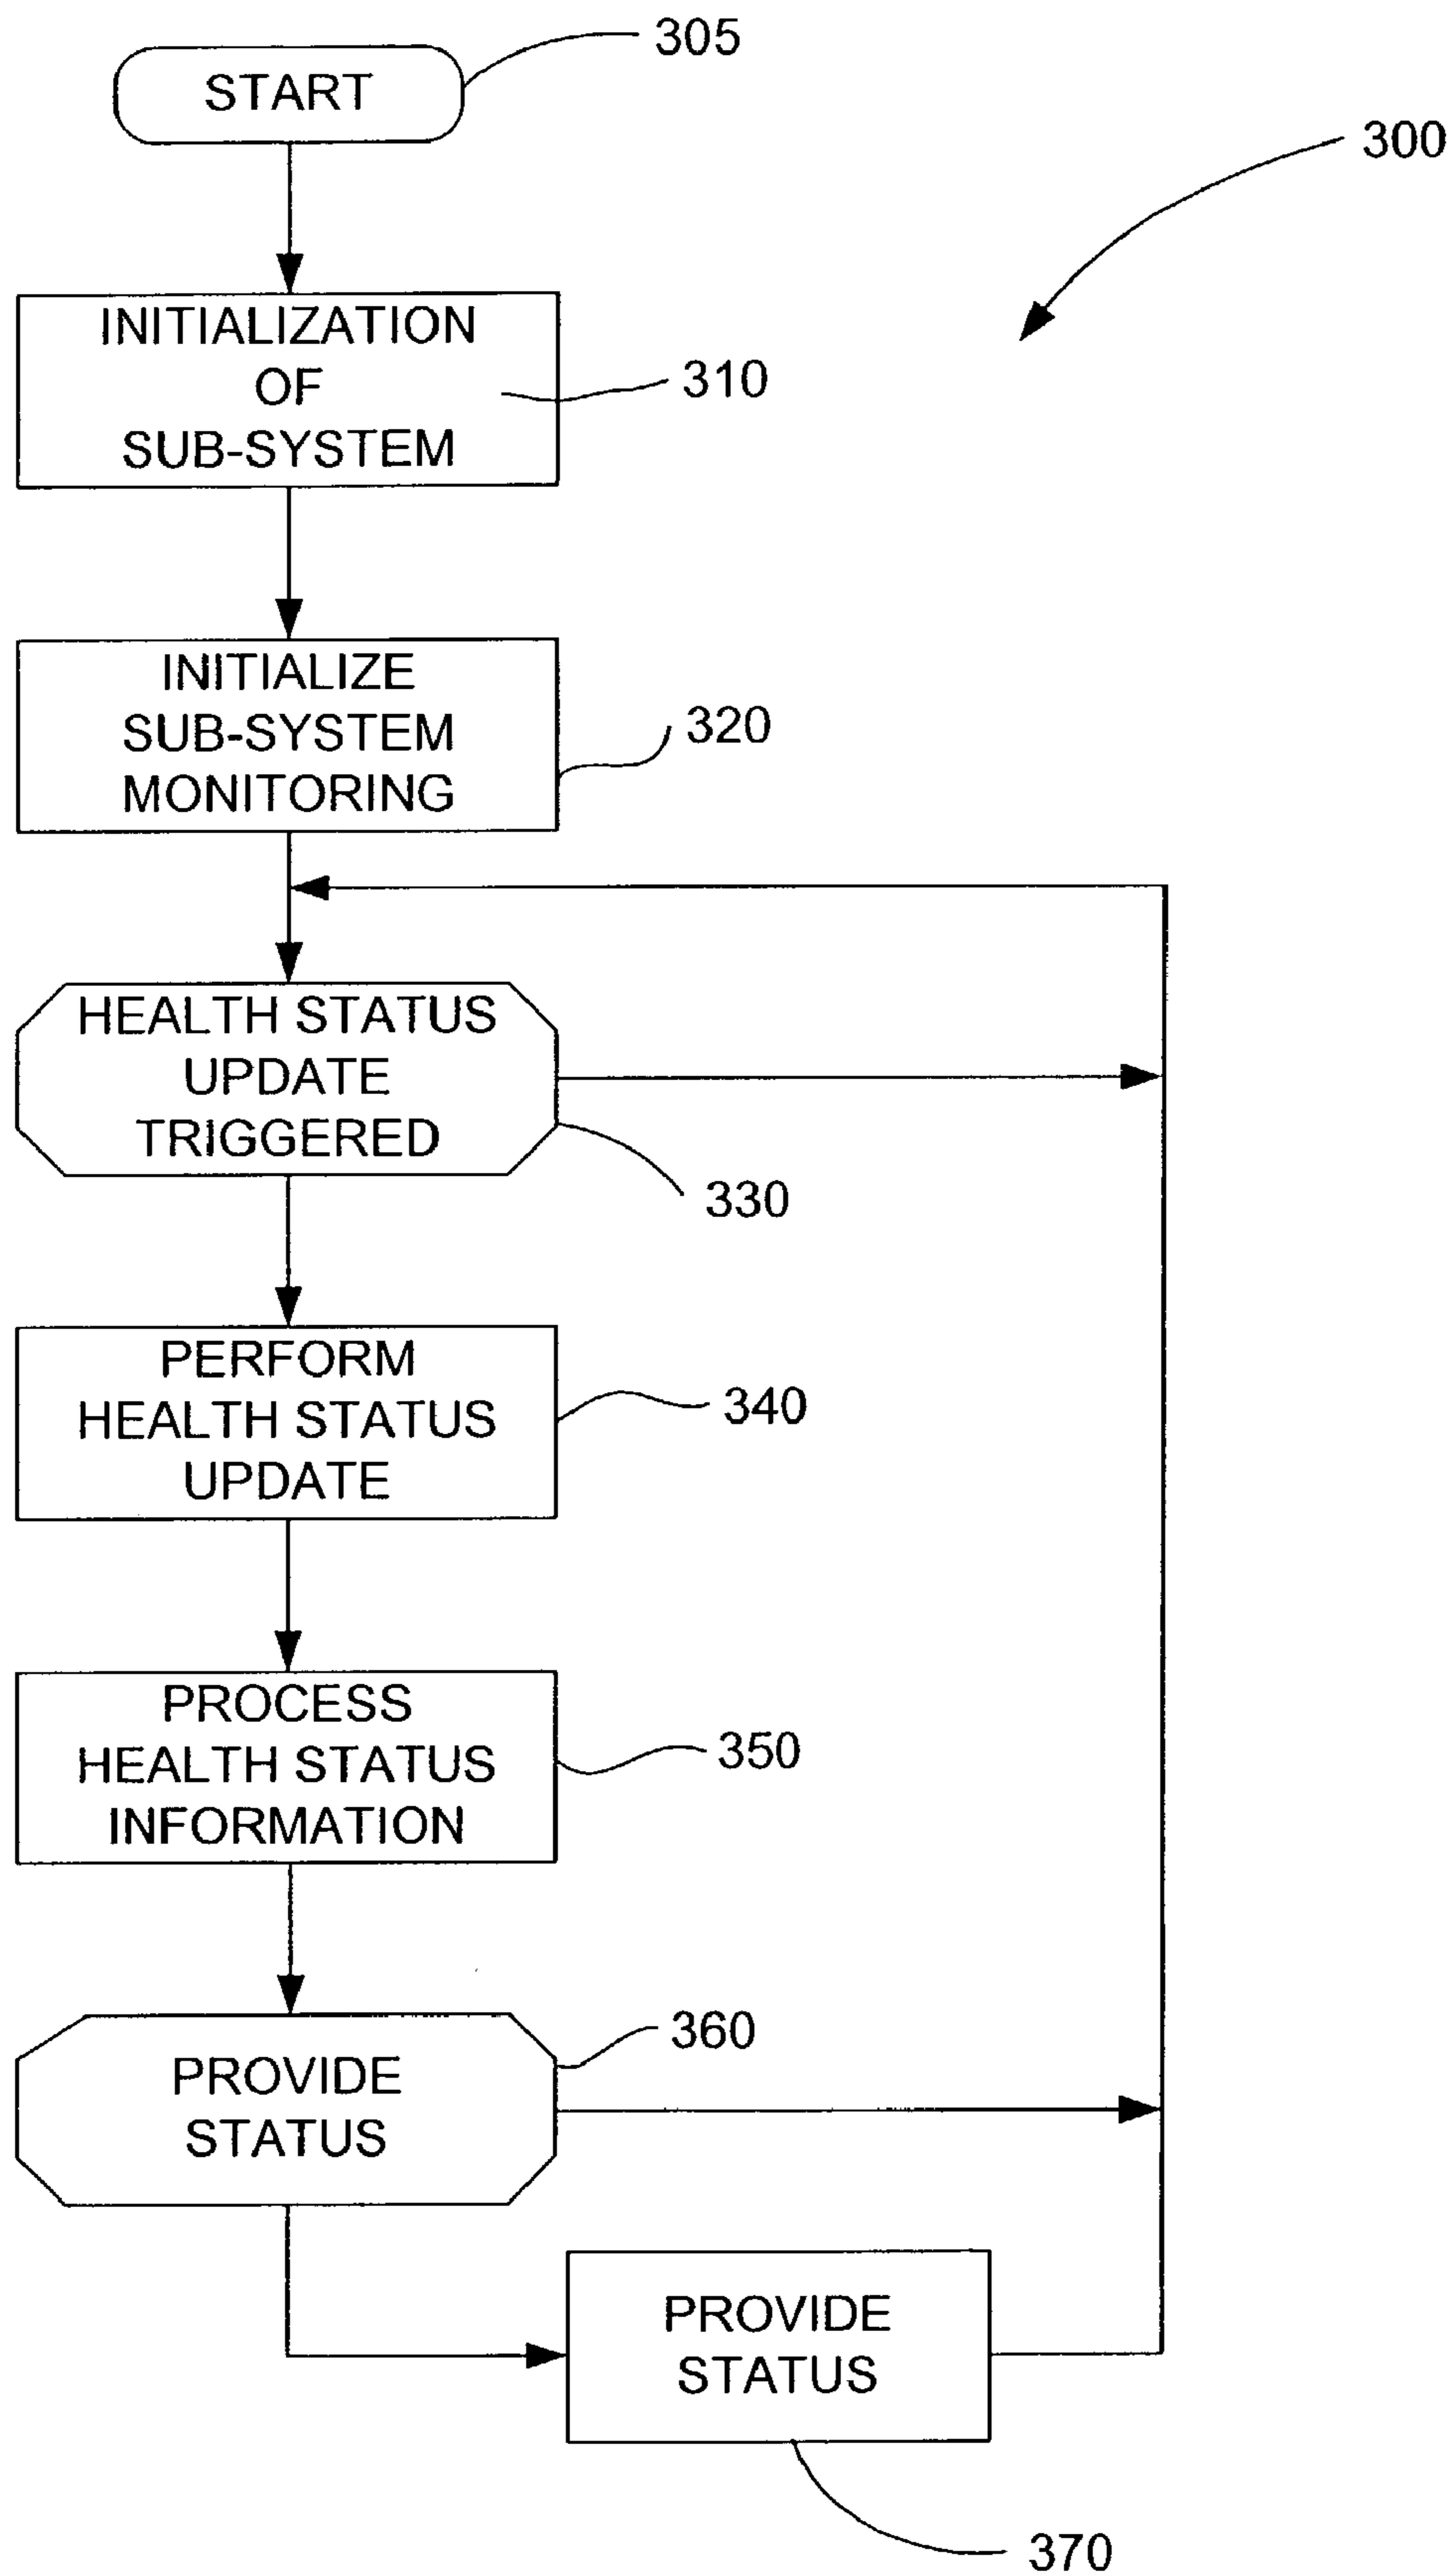 START
305
300
INITIALIZATION
OF
SUB-SYSTEM
310
INITIALIZE
SUB-SYSTEM
MONITORING
320
HEALTH STATUS
UPDATE
TRIGGERED
330
PERFORM
HEALTH STATUS
UPDATE
340
PROCESS
HEALTH STATUS
INFORMATION
350
PROVIDE
STATUS
360
PROVIDE
STATUS
370